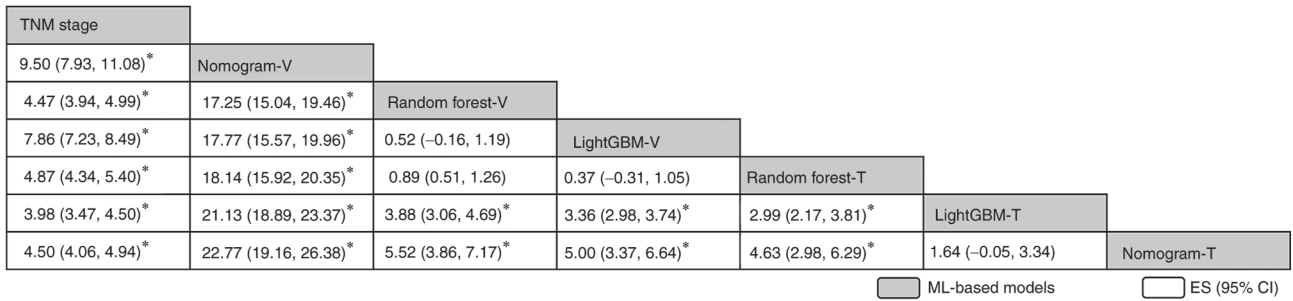 TNM stage
9.50 (7.93, 11.08)* Nomogram-V
4.47 (3.94, 4.99)* 17.25 (15.04, 19.46)* Random forest-V
7.86 (7.23, 8.49)* 17.77 (15.57, 19.96)* 0.52 (−0.16, 1.19) LightGBM-V
4.87 (4.34, 5.40)* 18.14 (15.92, 20.35)* 0.89 (0.51, 1.26) 0.37 (−0.31, 1.05) Random forest-T
3.98 (3.47, 4.50)* 21.13 (18.89, 23.37)* 3.88 (3.06, 4.69)* 3.36 (2.98, 3.74)* 2.99 (2.17, 3.81)* LightGBM-T
4.50 (4.06, 4.94)* 22.77 (19.16, 26.38)* 5.52 (3.86, 7.17)* 5.00 (3.37, 6.64)* 4.63 (2.98, 6.29)* 1.64 (−0.05, 3.34) Nomogram-T
ML-based models ES (95% CI)